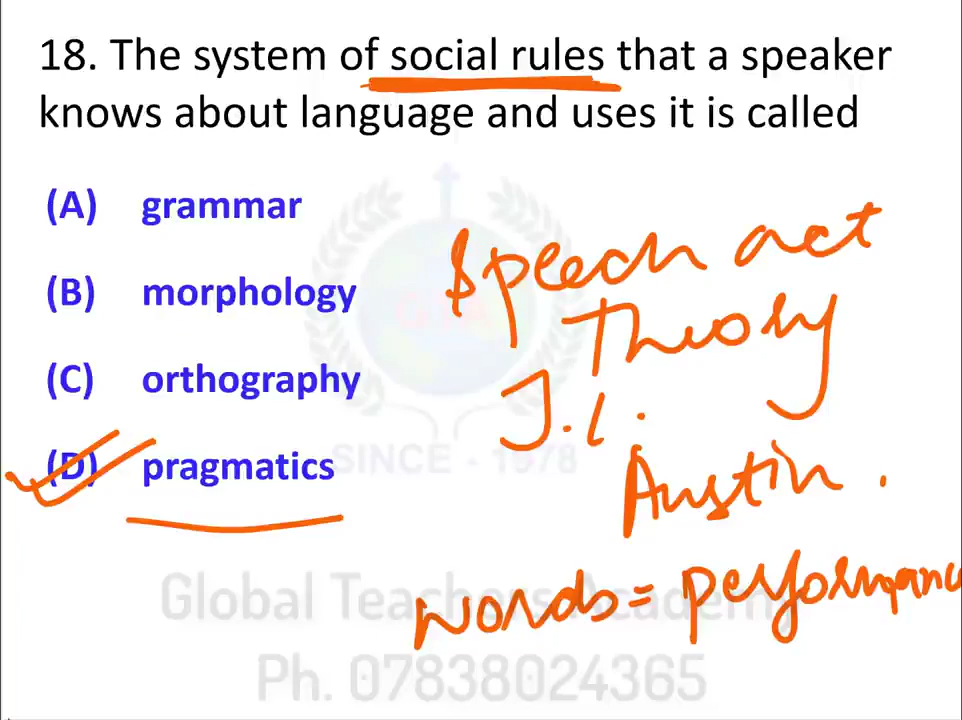 18. The system of social rules that a speaker
knows about language and uses it is called
(A) grammar
(B) morphology
(C) orthography
(D) pragmatics
Speech act
Theory
J.L.
Austin.
words = performance
GTA
SINCE - 1978
Global Teachers Academy
Ph. 07838024365